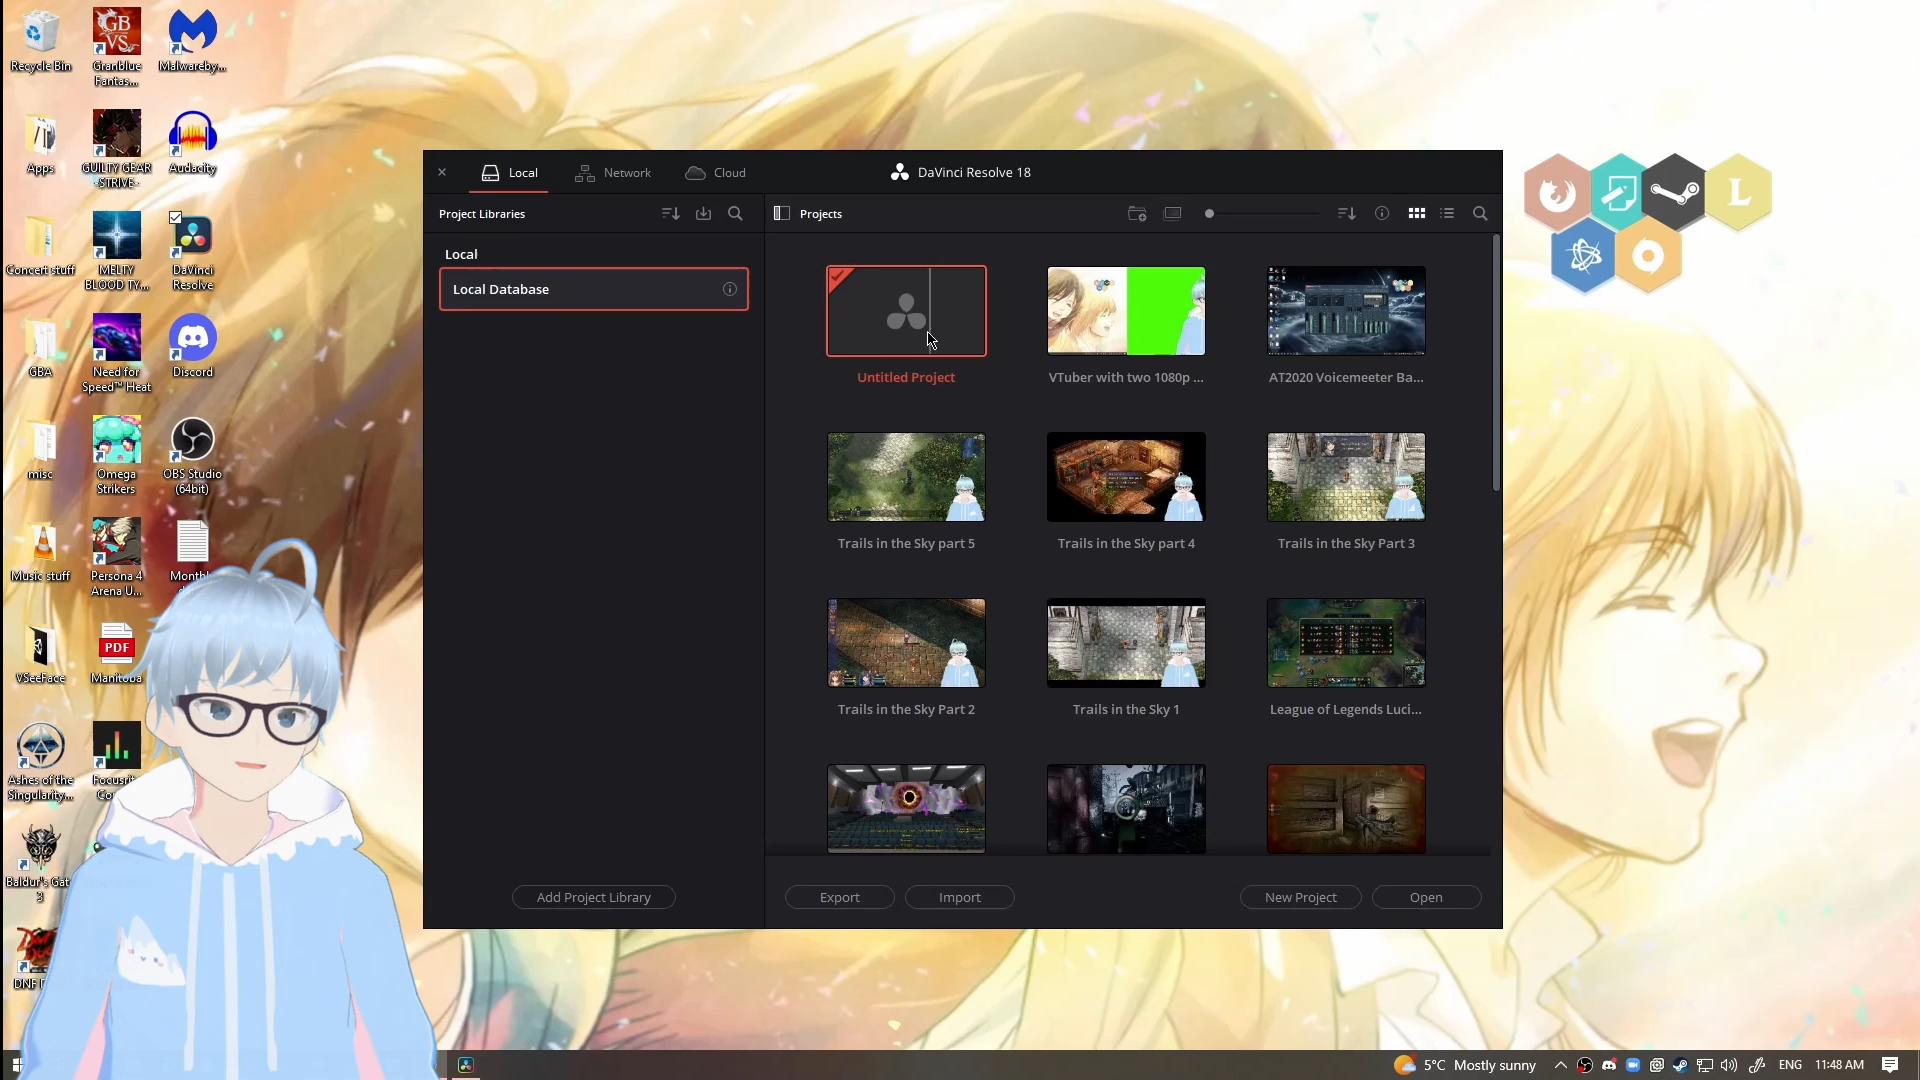 Recycle Bin
Granblue
Fantas...
Malwareby...
Apps
GUILTY GEAR
-STRIVE-
Audacity
Concert stuff
MELTY
BLOOD TY...
DaVinci
Resolve
GBA
Need for
Speed™ Heat
Discord
misc
Omega
Strikers
OBS Studio
(64bit)
Music stuff
Persona 4
Arena U...
VSeeFace
PDF
Manitoba
Ashes of the
Singularity...
Baldur's Gate
3
Local
Network
Cloud
DaVinci Resolve 18
Project Libraries
Projects
Local
Local Database
Untitled Project
VTuber with two 1080p ...
AT2020 Voicemeeter Ba...
Trails in the Sky part 5
Trails in the Sky part 4
Trails in the Sky Part 3
Trails in the Sky Part 2
Trails in the Sky 1
League of Legends Luci...
Add Project Library
Export
Import
New Project
Open
L
5°C Mostly sunny
ENG
11:48 AM